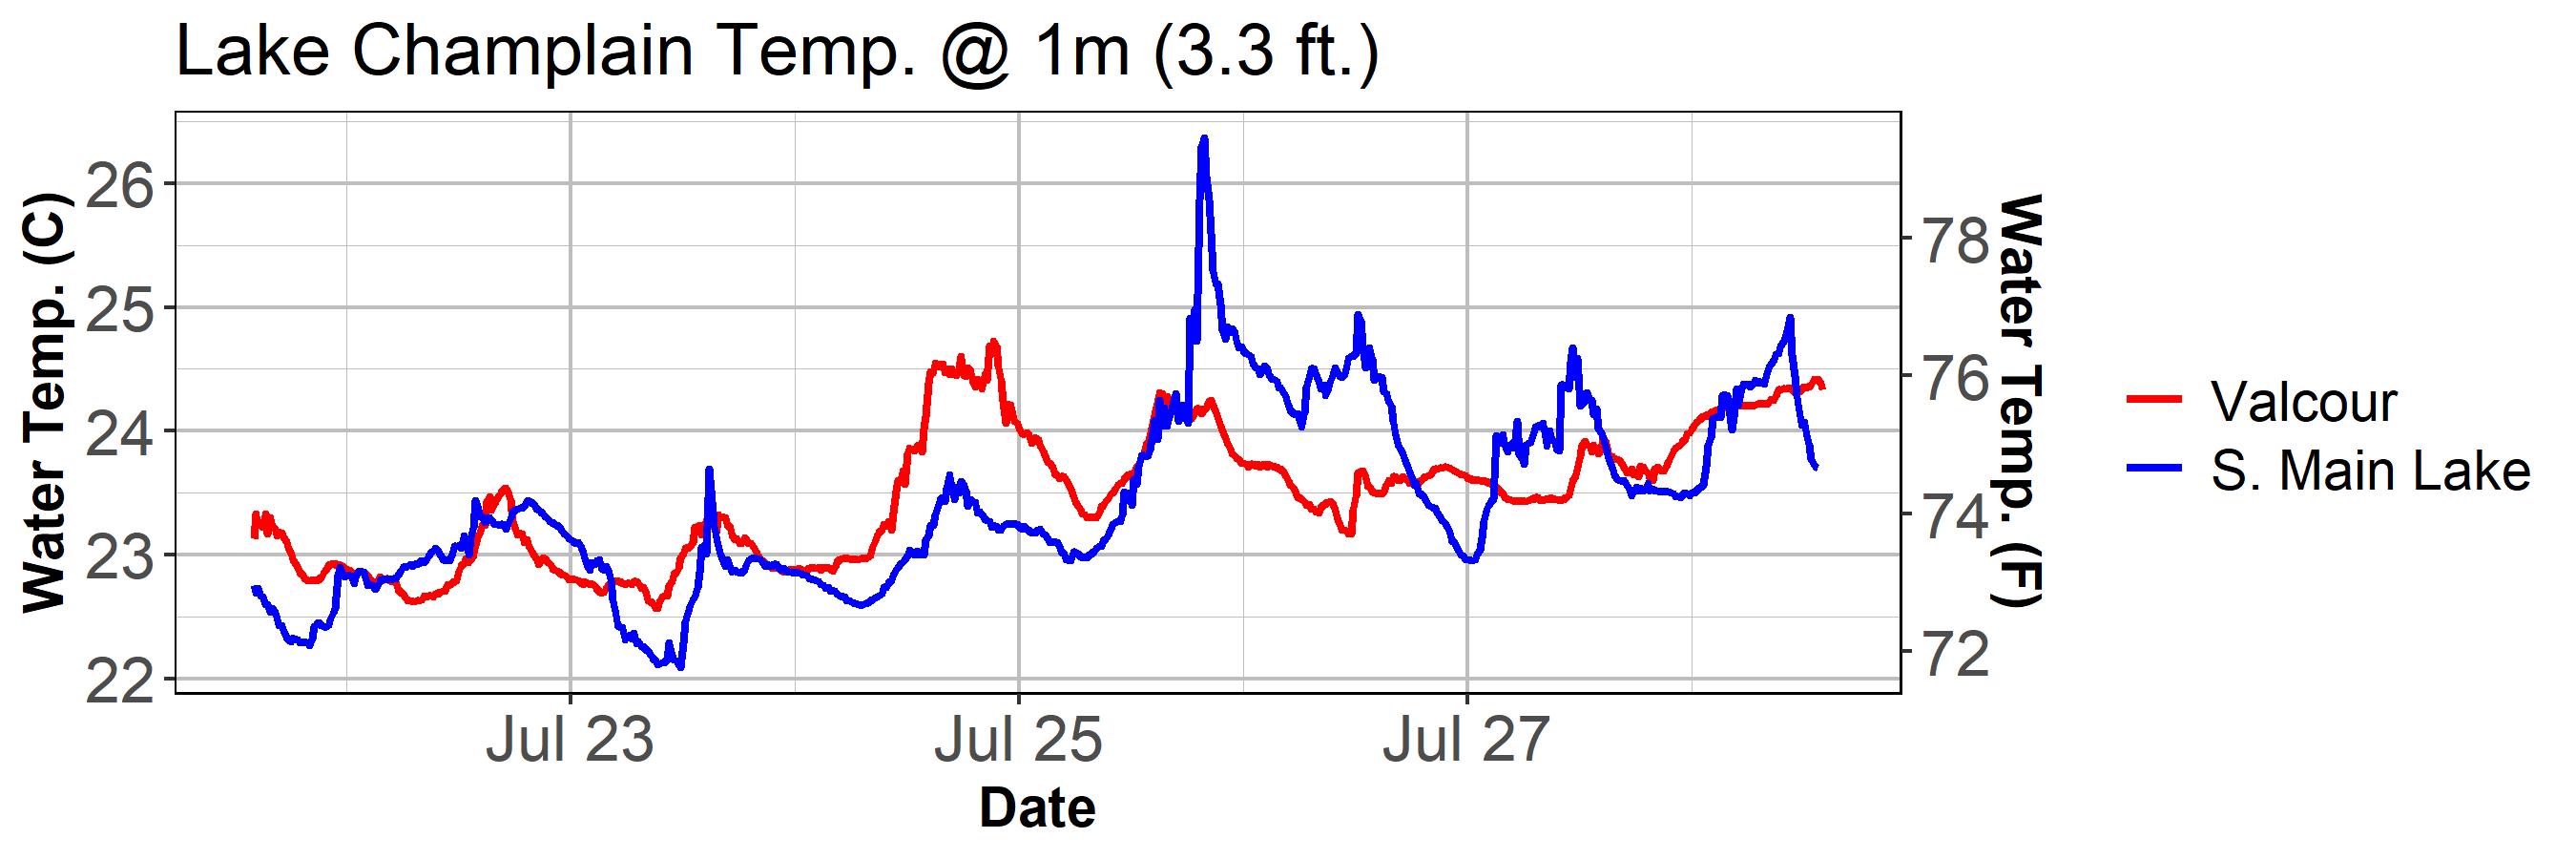 Lake Champlain Temp. @ 1m (3.3 ft.)
Water Temp. (C)
26
25
24
23
22
78
76
74
72
Water Temp. (F)
Jul 23
Jul 25
Jul 27
Date
Valcour
S. Main Lake